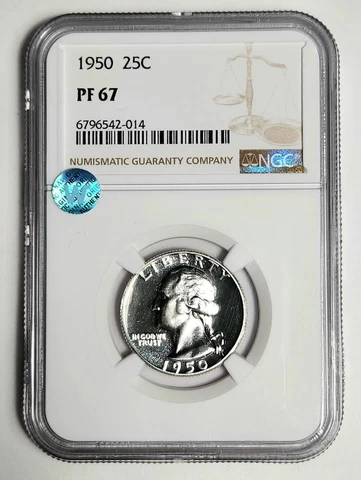 1950 25C
PF 67
6796542-014
NUMISMATIC GUARANTY COMPANY
NGC
W
LIBERTY
IN GOD WE
TRUST
1950